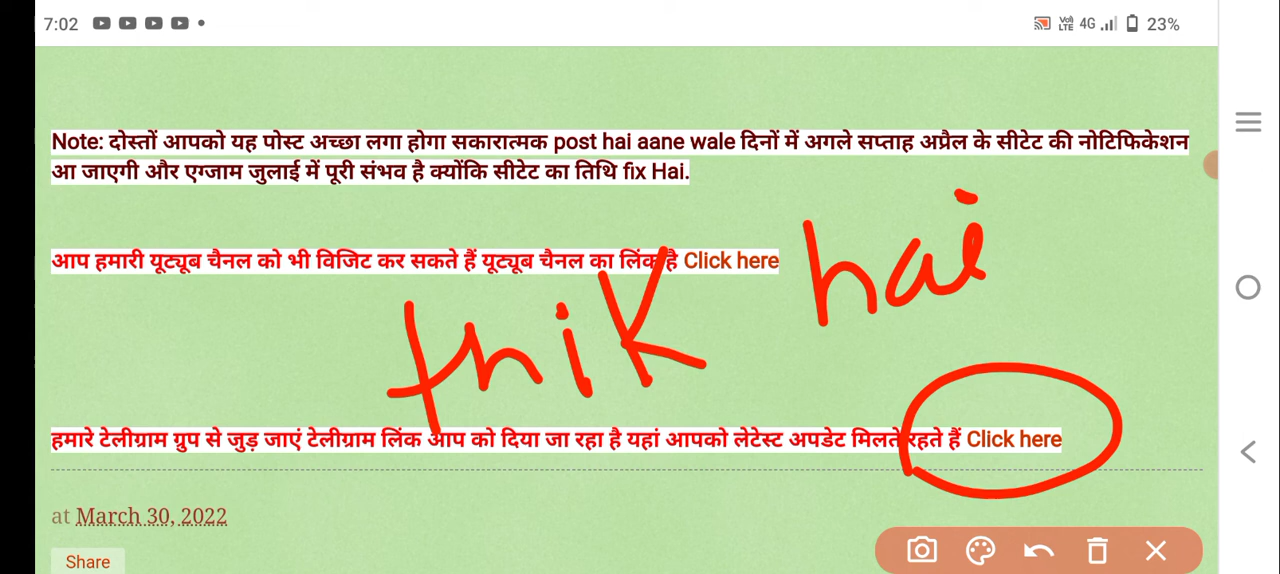 7:02 VoI LTE 4G 23%
Note: दोस्तों आपको यह पोस्ट अच्छा लगा होगा सकारात्मक post hai aane wale दिनों में अगले सप्ताह अप्रैल के सीटेट की नोटिफिकेशन
आ जाएगी और एग्जाम जुलाई में पूरी संभव है क्योंकि सीटेट का तिथि fix Hai.
आप हमारी यूट्यूब चैनल को भी विजिट कर सकते हैं यूट्यूब चैनल का लिंक है Click here
thik hai
हमारे टेलीग्राम ग्रुप से जुड़ जाएं टेलीग्राम लिंक आप को दिया जा रहा है यहां आपको लेटेस्ट अपडेट मिलते रहते हैं Click here
at March 30, 2022
Share